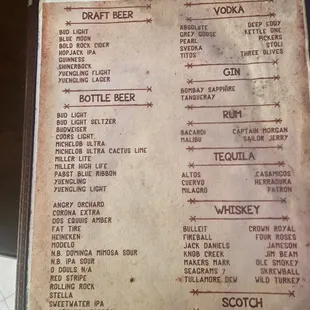 DRAFT BEER
BUD LIGHT
BLUE MOON
BOLD ROCK CIDER
HOPJACK IPA
GUINNESS
SHINERBOCK
YUENGLING FLIGHT
YUENGLING LAGER
BOTTLE BEER
BUD LIGHT
BUD LIGHT SELTZER
BUDWEISER
COORS LIGHT
MICHELOB ULTRA
MICHELOB ULTRA CACTUS LIME
MILLER LITE
MILLER HIGH LIFE
PABST BLUE RIBBON
YUENGLING
YUENGLING LIGHT
ANGRY ORCHARD
CORONA EXTRA
DOS EQUIS AMBER
FAT TIRE
HEINEKEN
MODELO
N.B. DOMINGA MIMOSA SOUR
N.B. IPA SOUR
O DOULS N/A
RED STRIPE
ROLLING ROCK
STELLA
SWEETWATER IPA
VODKA
ABSOLUTE DEEP EDDY
GREY GOOSE KETTLE ONE
PEARL PICKERS
SVEDKA STOLI
TITOS THREE OLIVES
GIN
BOMBAY SAPPHIRE
TANQUERAY
RUM
BACARDI CAPTAIN MORGAN
MALIBU SAILOR JERRY
TEQUILA
ALTOS CASAMIGOS
CUERVO HERRADURA
MILAGRO PATRON
WHISKEY
BULLEIT CROWN ROYAL
FIREBALL FOUR ROSES
JACK DANIELS JAMESON
KNOB CREEK JIM BEAM
MAKERS MARK OLE SMOKEY
SEAGRAMS 7 SKREWBALL
TULLAMORE DEW WILD TURKEY
SCOTCH